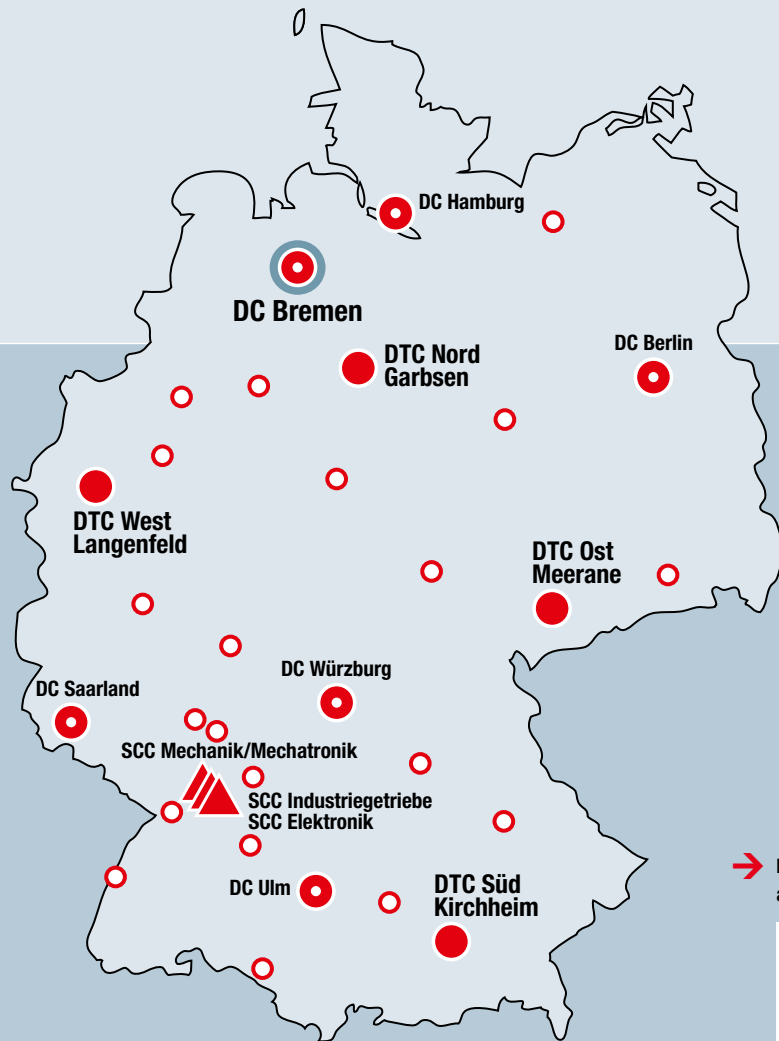 DC Hamburg
DC Bremen
DTC Nord
Garbsen
DC Berlin
DTC West
Langenfeld
DTC Ost
Meerane
DC Würzburg
DC Saarland
SCC Mechanik/Mechatronik
SCC Industriegetriebe
SCC Elektronik
DC Ulm
DTC Süd
Kirchheim